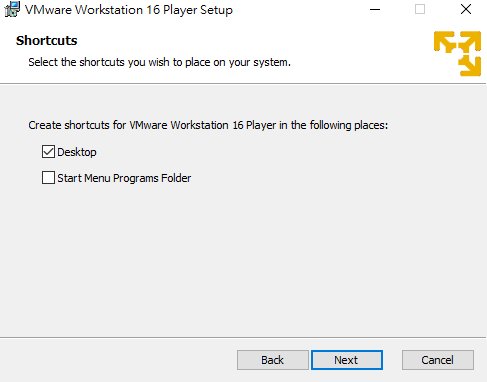 VMware Workstation 16 Player Setup
Shortcuts
Select the shortcuts you wish to place on your system.
Create shortcuts for VMware Workstation 16 Player in the following places:
Desktop
Start Menu Programs Folder
Back Next Cancel